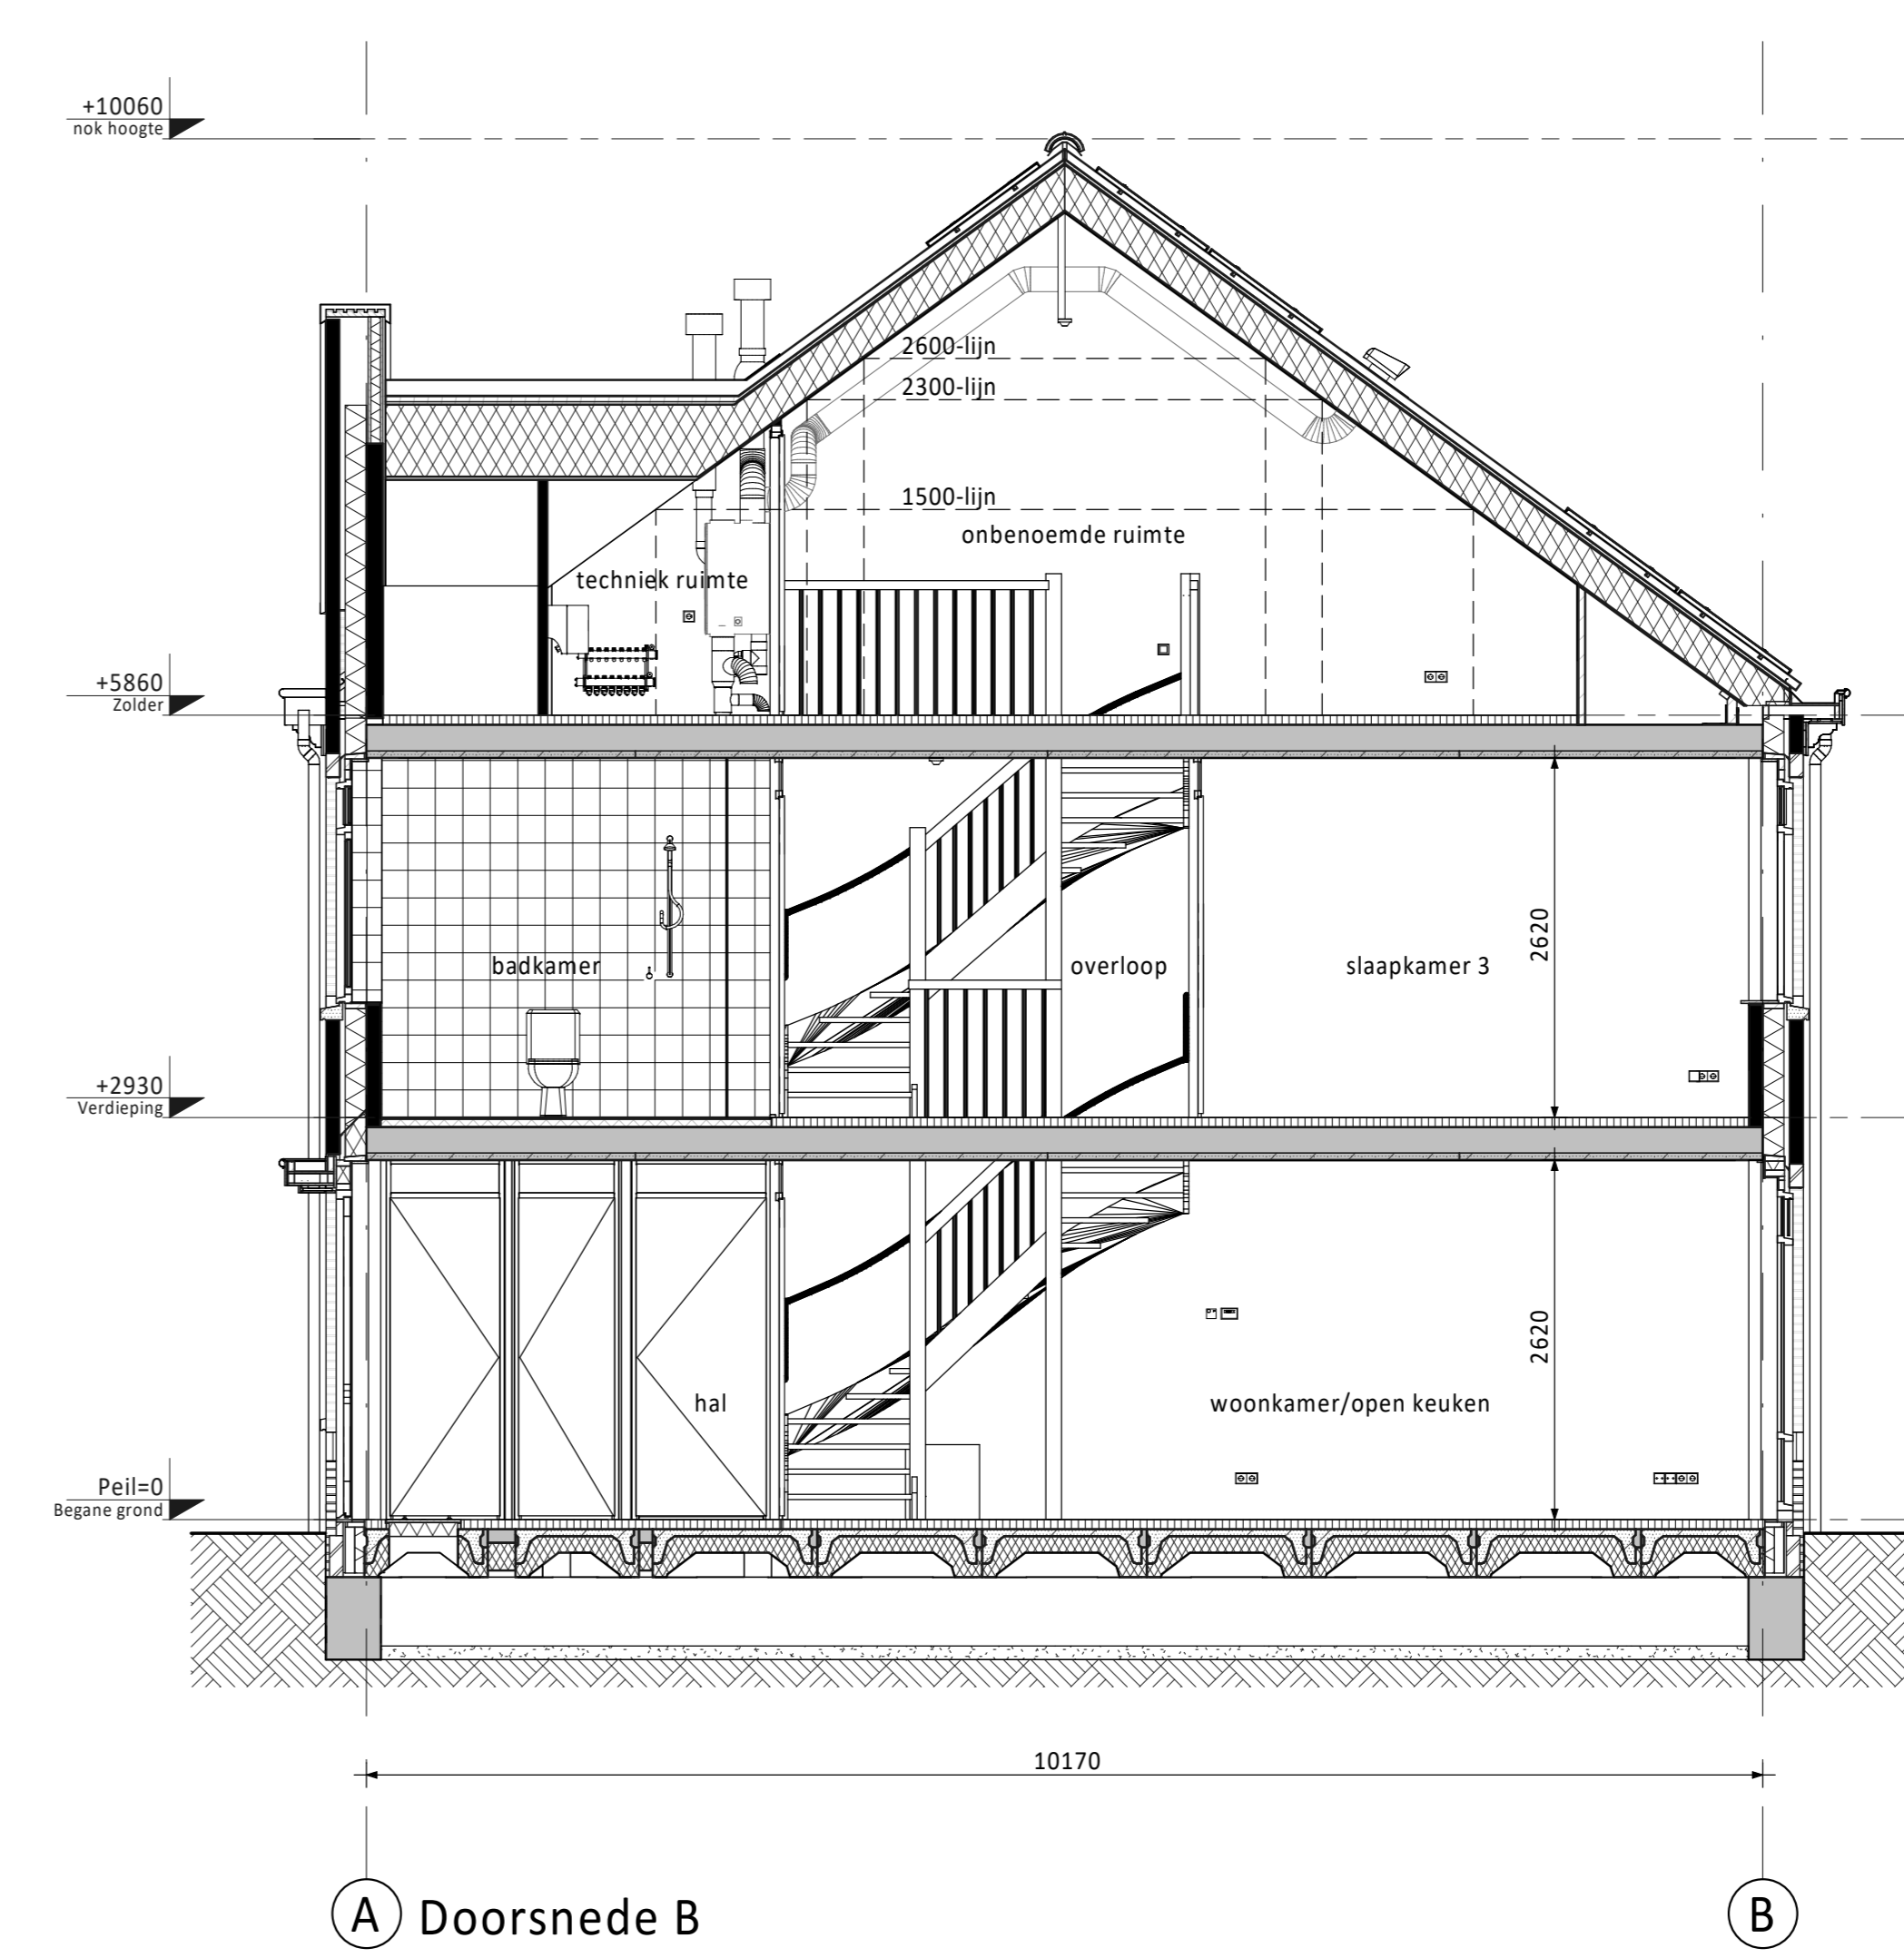 +10060
nok hoogte
2600-lijn
2300-lijn
1500-lijn
onbenoemde ruimte
techniek ruimte
+5860
Zolder
2620
badkamer
overloop
slaapkamer 3
+2930
Verdieping
2620
hal
woonkamer/open keuken
Peil=0
Begane grond
10170
A
Doorsnede B
B